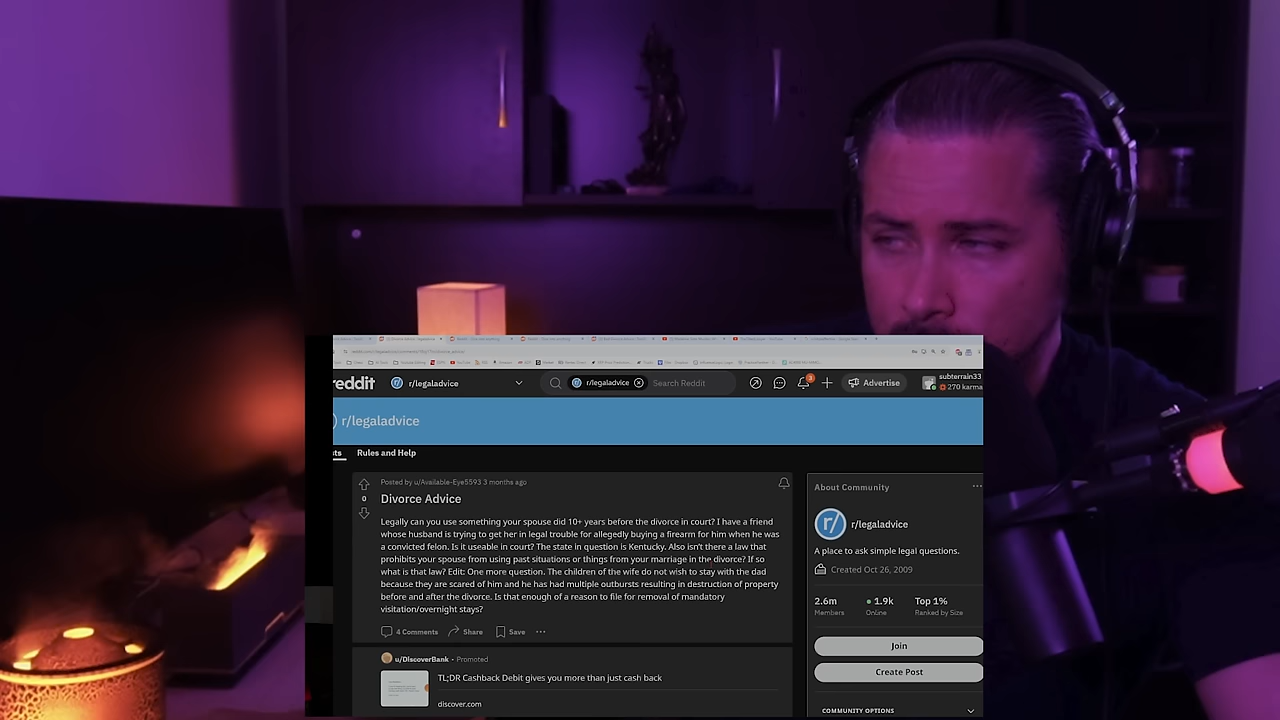 reddit
r/legaladvice
r/legaladvice
Search Reddit
3
Advertise
subterrain33
270 karma
r/legaladvice
Rules and Help
Posted by u/Available-Eye5593 3 months ago
0
Divorce Advice
Legally can you use something your spouse did 10+ years before the divorce in court? I have a friend
whose husband is trying to get her in legal trouble for allegedly buying a firearm for him when he was
a convicted felon. Is it useable in court? The state in question is Kentucky. Also isn't there a law that
prohibits your spouse from using past situations or things from your marriage in the divorce? If so
what is that law? Edit: One more question. The children of the wife do not wish to stay with the dad
because they are scared of him and he has had multiple outbursts resulting in destruction of property
before and after the divorce. Is that enough of a reason to file for removal of mandatory
visitation/overnight stays?
4 Comments
Share
Save
u/DiscoverBank • Promoted
TL;DR Cashback Debit gives you more than just cash back
discover.com
About Community
r/
r/legaladvice
A place to ask simple legal questions.
Created Oct 26, 2009
2.6m
1.9k
Top 1%
Members
Online
Ranked by Size
Join
Create Post
COMMUNITY OPTIONS